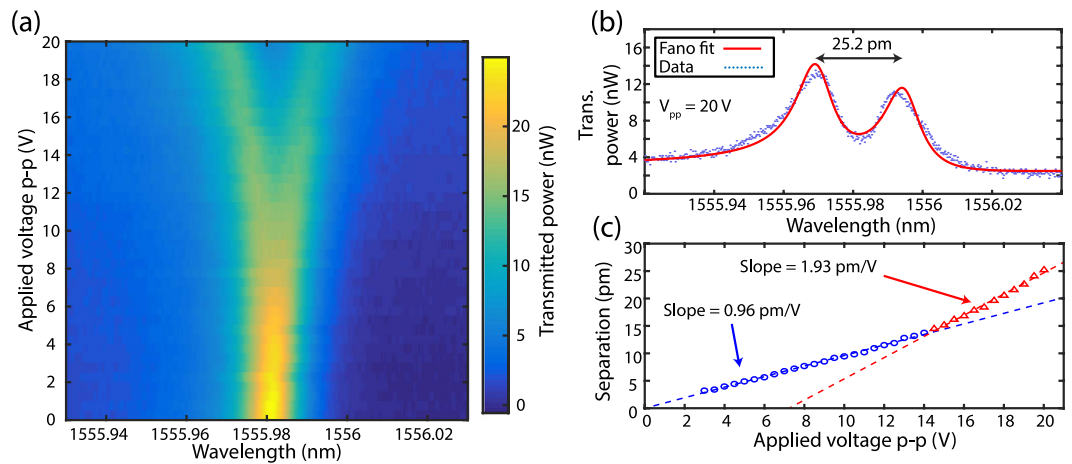 (a)
20
18
16
14
12
10
8
6
4
2
0
Applied voltage p-p (V)
1555.94
1555.96
1555.98
1556
1556.02
Wavelength (nm)
20
15
10
5
0
Transmitted power (nW)
(b)
16
12
8
4
0
Trans.
power (nW)
Fano fit
Data
25.2 pm
Vpp = 20 V
1555.94
1555.96
1555.98
1556
1556.02
Wavelength (nm)
(c)
30
25
20
15
10
5
0
Separation (pm)
Slope = 1.93 pm/V
Slope = 0.96 pm/V
0
2
4
6
8
10
12
14
16
18
20
Applied voltage p-p (V)